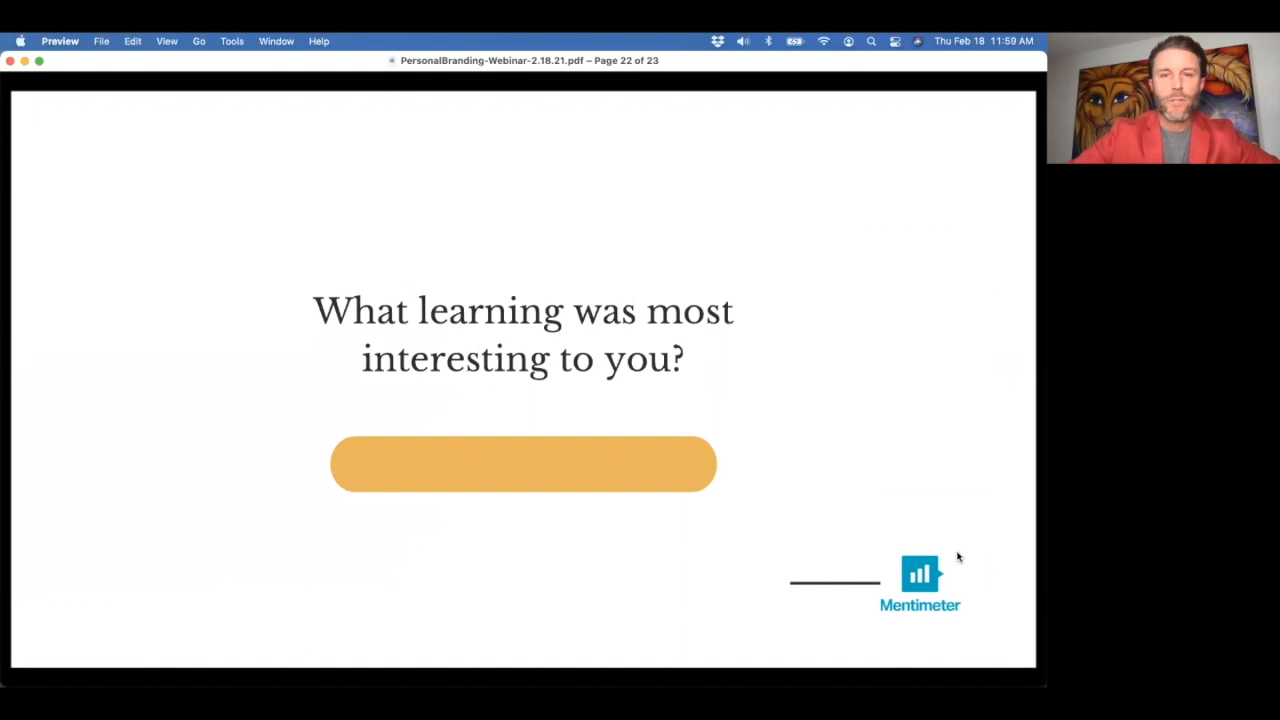 Preview File Edit View Go Tools Window Help Thu Feb 18 11:59 AM
PersonalBranding-Webinar-2.18.21.pdf – Page 22 of 23
What learning was most
interesting to you?
Mentimeter